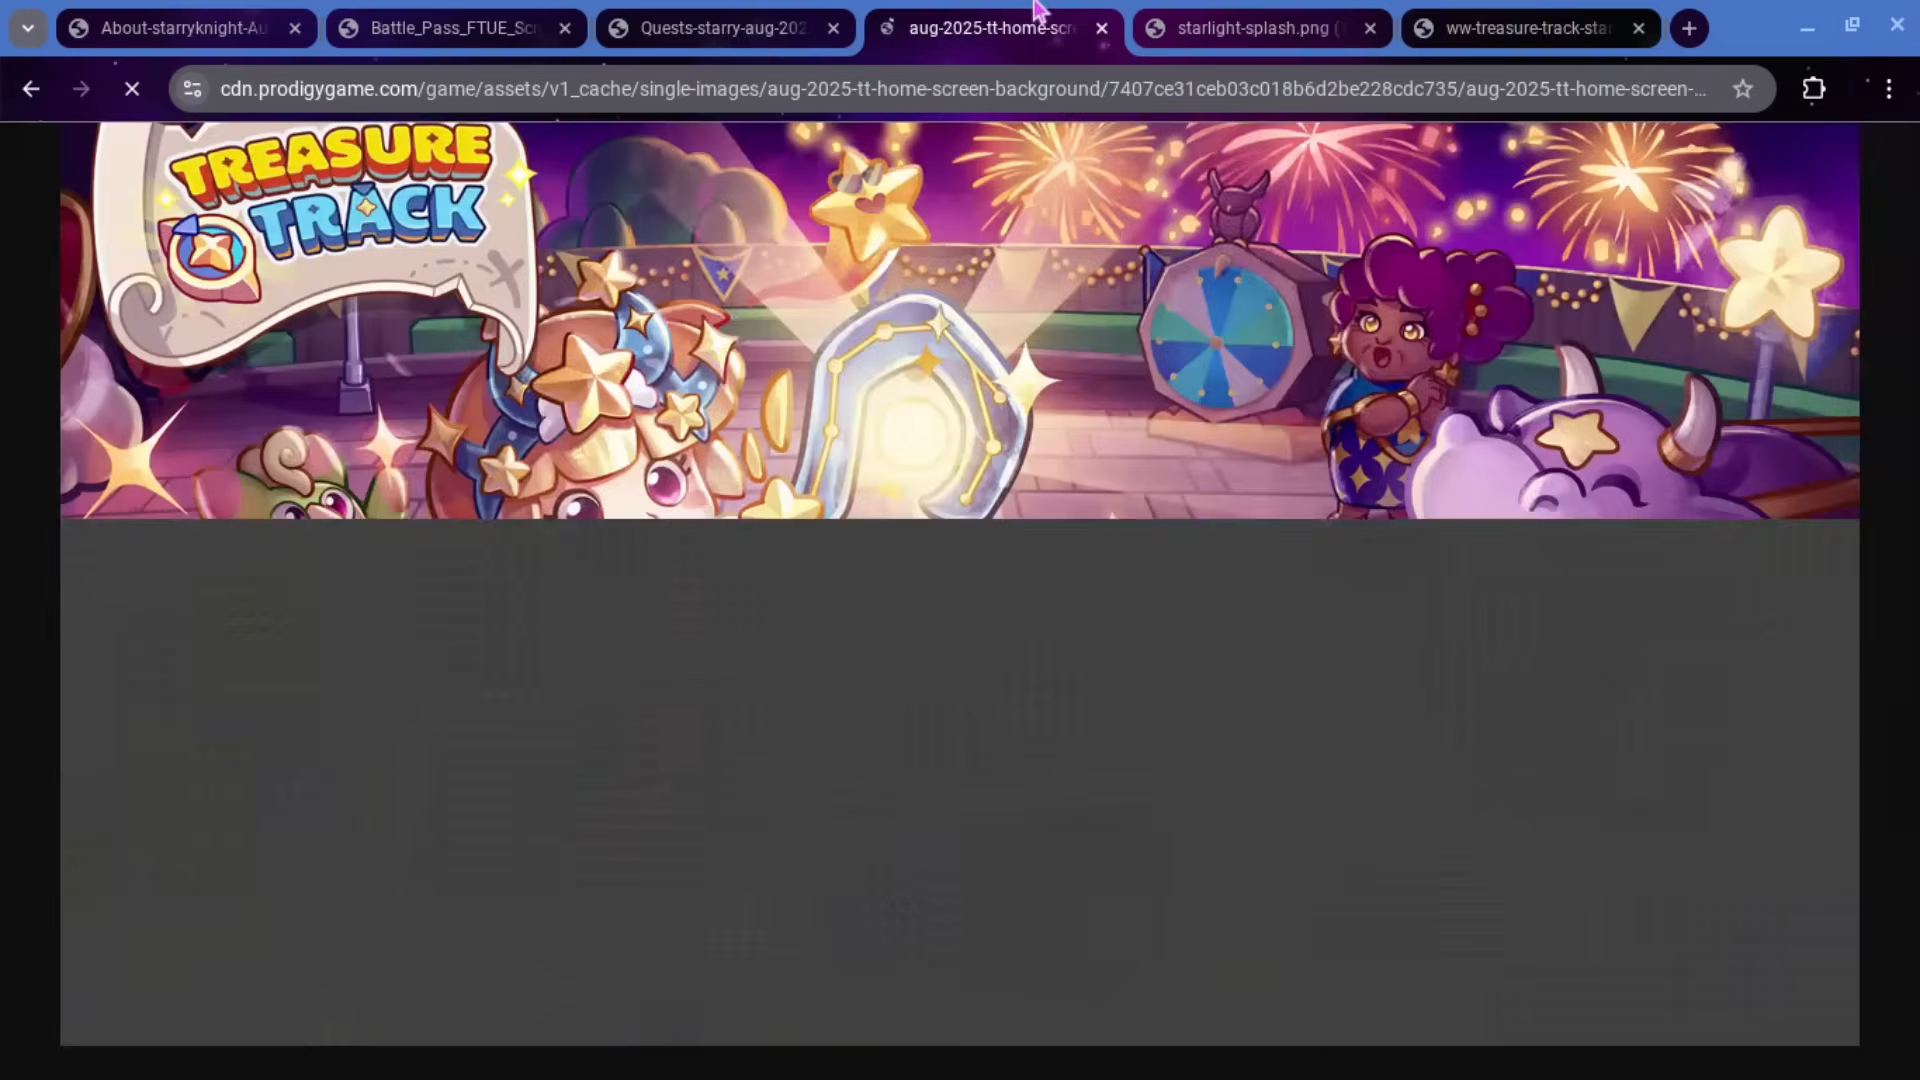 About-starryknight-Au
Battle_Pass_FTUE_Scr
Quests-starry-aug-202
aug-2025-tt-home-scr
starlight-splash.png (
ww-treasure-track-star
cdn.prodigygame.com/game/assets/v1_cache/single-images/aug-2025-tt-home-screen-background/7407ce31ceb03c018b6d2be228cdc735/aug-2025-tt-home-screen-...
TREASURE
TRACK